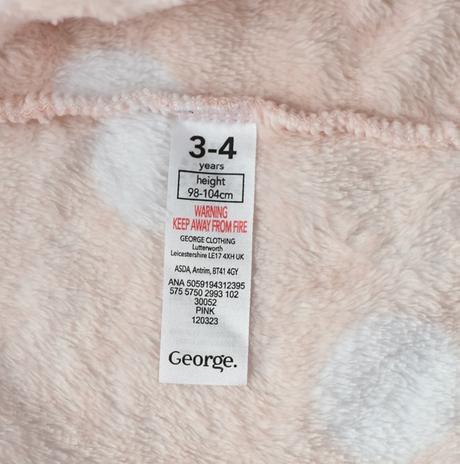 3-4
years
height
98-104cm
WARNING
KEEP AWAY FROM FIRE
GEORGE CLOTHING
Lutterworth
Leicestershire LE17 4XH UK
ASDA, Antrim, BT41 4GY
ANA 5059194312395
575 5750 2993 102
30052
PINK
120323
George.